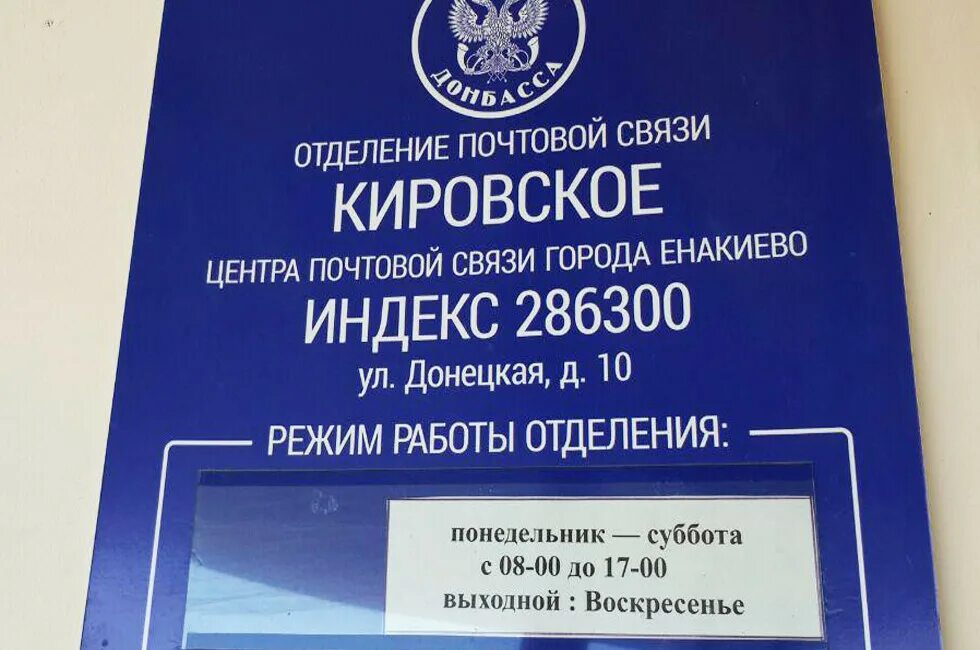 ДОНБАССА
ОТДЕЛЕНИЕ ПОЧТОВОЙ СВЯЗИ
КИРОВСКОЕ
ЦЕНТРА ПОЧТОВОЙ СВЯЗИ ГОРОДА ЕНАКИЕВО
ИНДЕКС 286300
ул. Донецкая, д. 10
РЕЖИМ РАБОТЫ ОТДЕЛЕНИЯ:
понедельник — суббота
с 08-00 до 17-00
выходной : Воскресенье